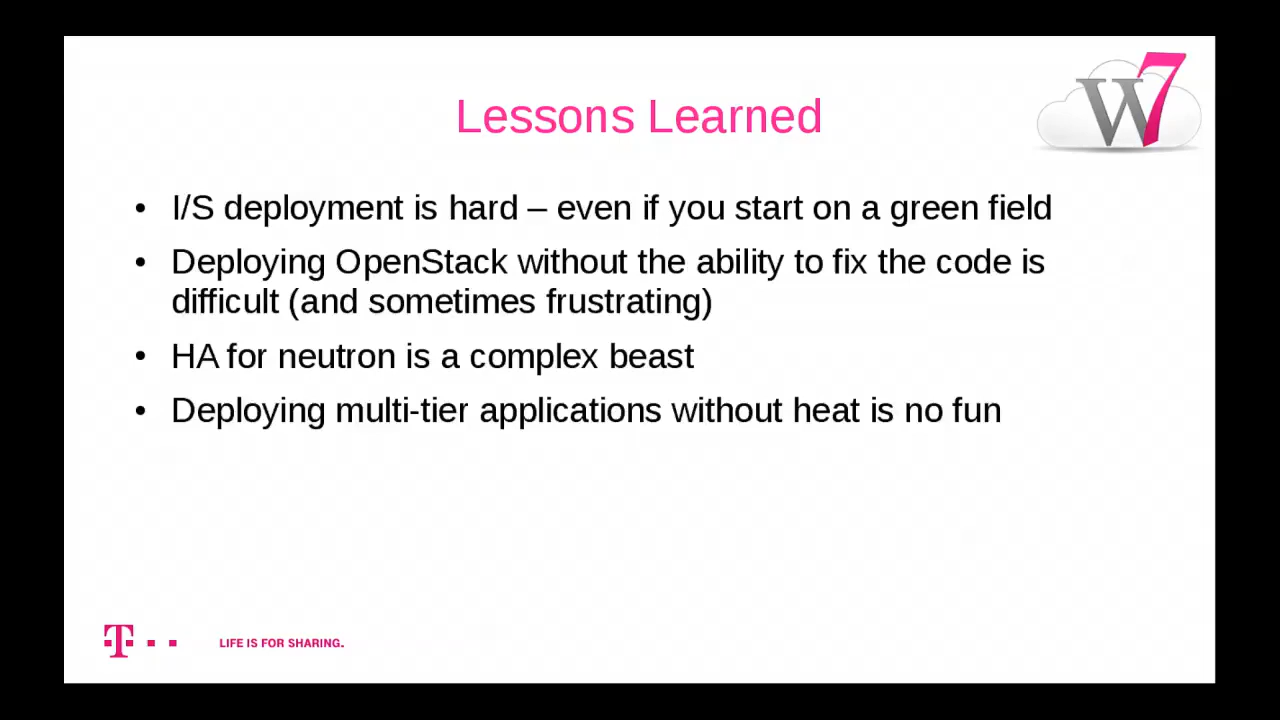 W7
Lessons Learned
• I/S deployment is hard – even if you start on a green field
• Deploying OpenStack without the ability to fix the code is
difficult (and sometimes frustrating)
• HA for neutron is a complex beast
• Deploying multi-tier applications without heat is no fun
T LIFE IS FOR SHARING.